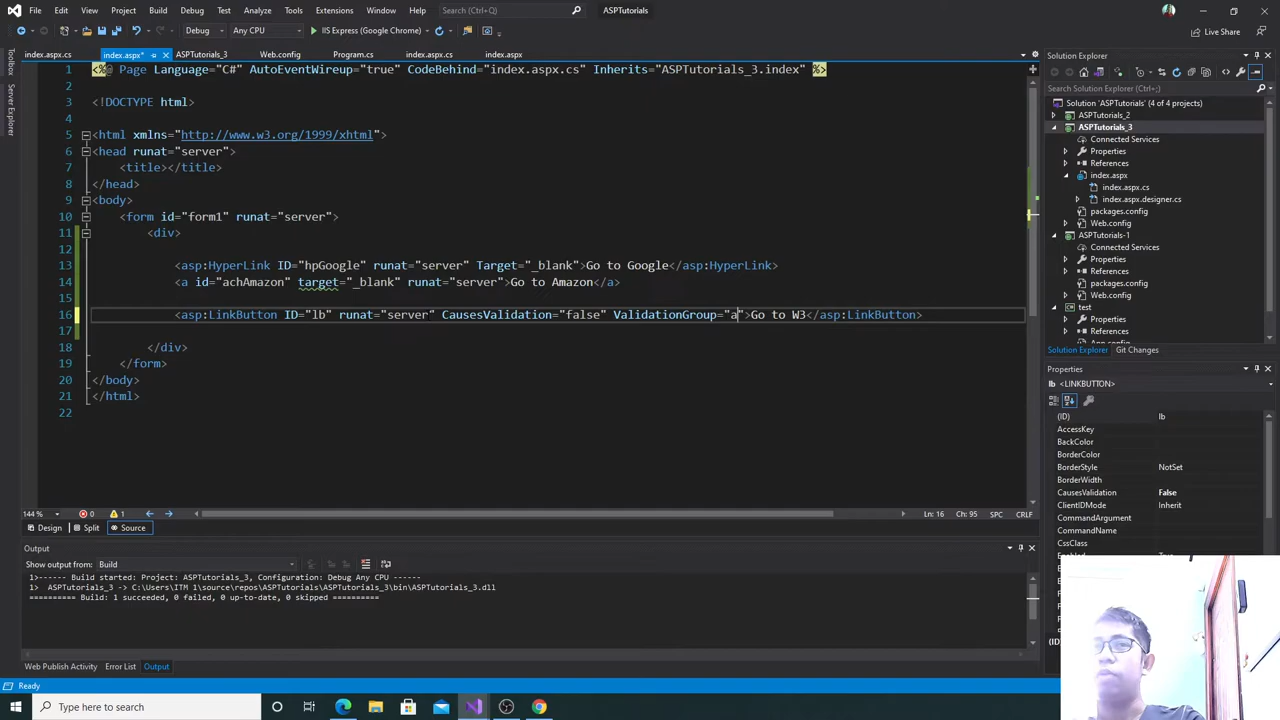 File Edit View Git Project Build Debug Test Analyze Tools Extensions Window Help Search (Ctrl+Q) ASPTutorials
Debug Any CPU IIS Express (Google Chrome) Live Share
index.aspx.cs index.aspx* ASPTutorials_3 Web.config Program.cs index.aspx.cs index.aspx
Toolbox
Server Explorer
1 <%@ Page Language="C#" AutoEventWireup="true" CodeBehind="index.aspx.cs" Inherits="ASPTutorials_3.index" %>
2
3 <!DOCTYPE html>
4
5 <html xmlns="http://www.w3.org/1999/xhtml">
6 <head runat="server">
7 <title></title>
8 </head>
9 <body>
10 <form id="form1" runat="server">
11 <div>
12
13 <asp:HyperLink ID="hpGoogle" runat="server" Target="_blank">Go to Google</asp:HyperLink>
14 <a id="achAmazon" target="_blank" runat="server">Go to Amazon</a>
15
16 <asp:LinkButton ID="lb" runat="server" CausesValidation="false" ValidationGroup="a">Go to W3</asp:LinkButton>
17
18 </div>
19 </form>
20 </body>
21 </html>
22
144 % 0 1 Ln: 16 Ch: 95 SPC CRLF
Design Split Source
Output
Show output from: Build
1>------ Build started: Project: ASPTutorials_3, Configuration: Debug Any CPU ------
1> ASPTutorials_3 -> C:\Users\ITM 1\source\repos\ASPTutorials\ASPTutorials_3\bin\ASPTutorials_3.dll
========== Build: 1 succeeded, 0 failed, 0 up-to-date, 0 skipped ==========
Web Publish Activity Error List Output
Ready
Type here to search
Solution Explorer
Search Solution Explorer (Ctrl+;)
Solution 'ASPTutorials' (4 of 4 projects)
ASPTutorials_2
ASPTutorials_3
Connected Services
Properties
References
index.aspx
index.aspx.cs
index.aspx.designer.cs
packages.config
Web.config
ASPTutorials-1
Connected Services
Properties
References
packages.config
Web.config
test
Properties
References
Solution Explorer Git Changes
Properties
lb <LINKBUTTON>
(ID) lb
AccessKey
BackColor
BorderColor
BorderStyle NotSet
BorderWidth
CausesValidation False
ClientIDMode Inherit
CommandArgument
CommandName
CssClass